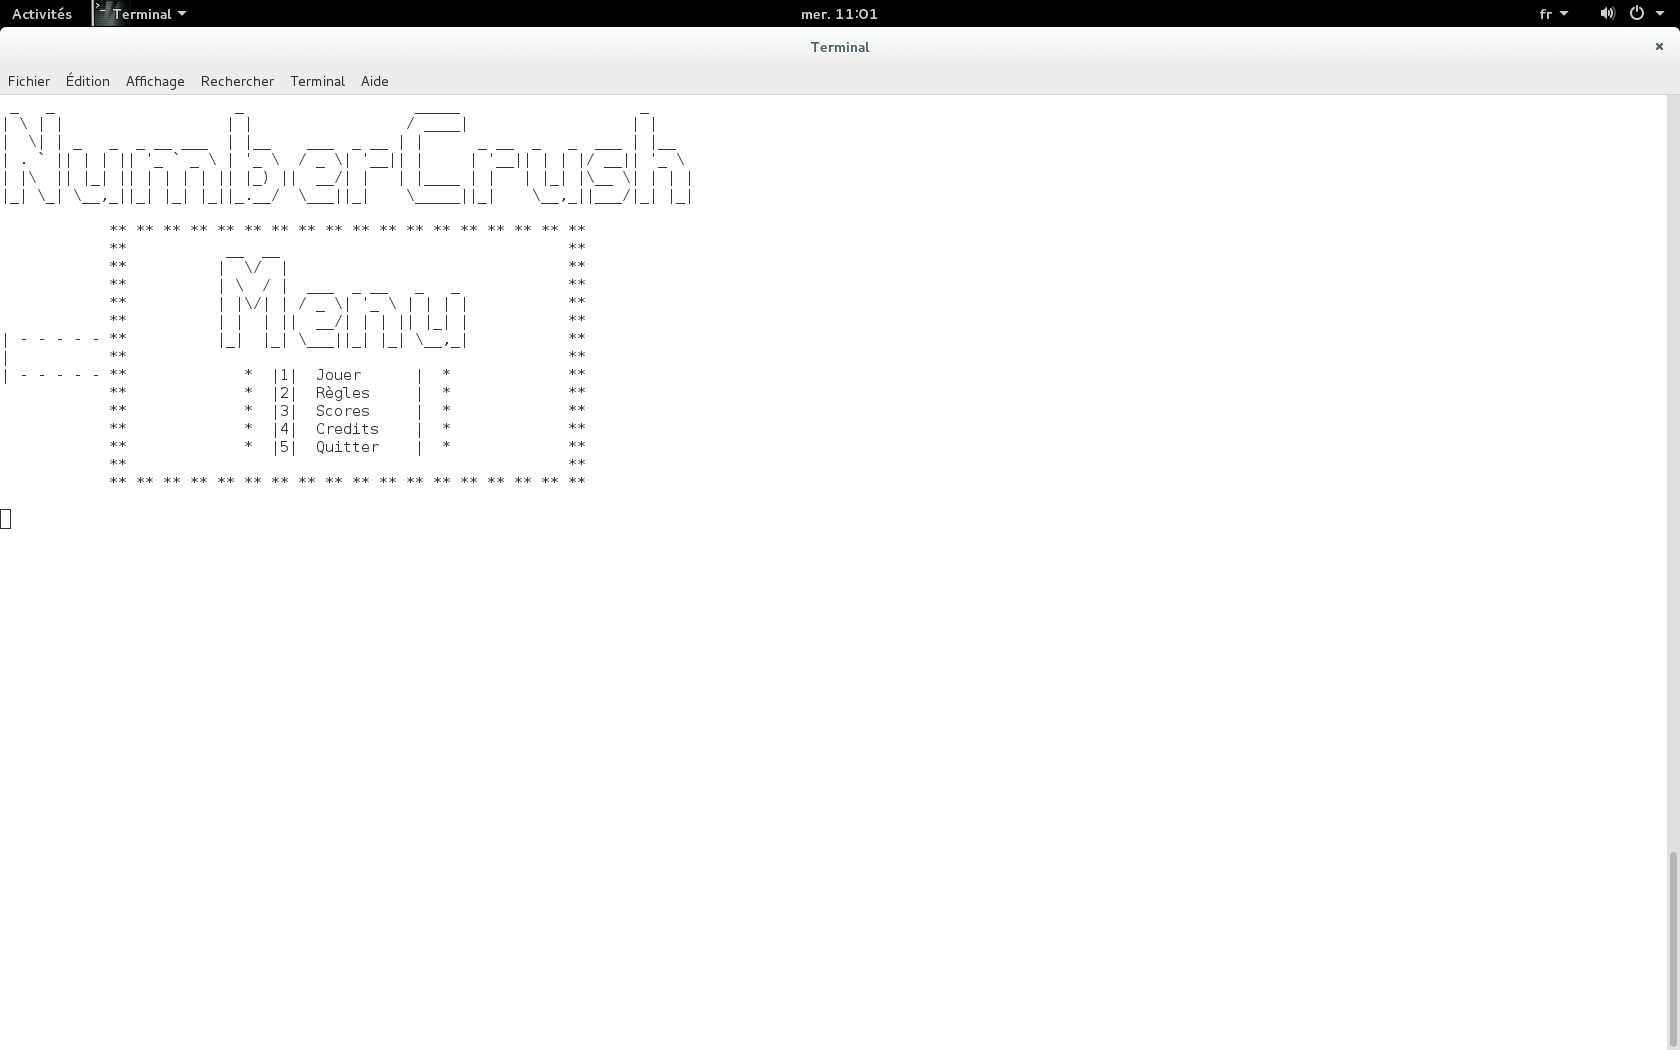 Activités Terminal mer. 11:01 fr
Terminal
Fichier Édition Affichage Rechercher Terminal Aide
NumberCrush
Menu
|1| Jouer |
|2| Règles |
|3| Scores |
|4| Credits |
|5| Quitter |